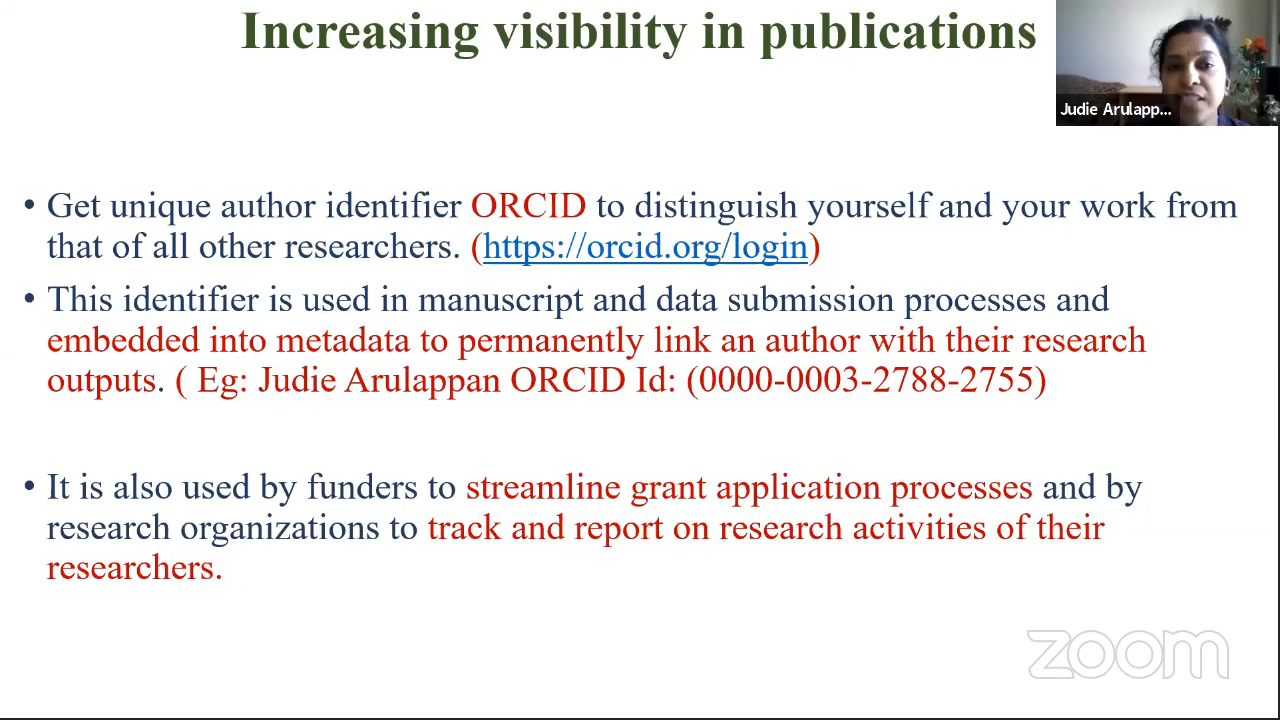 Increasing visibility in publications
Judie Arulapp...
• Get unique author identifier ORCID to distinguish yourself and your work from
that of all other researchers. (https://orcid.org/login)
• This identifier is used in manuscript and data submission processes and
embedded into metadata to permanently link an author with their research
outputs. ( Eg: Judie Arulappan ORCID Id: (0000-0003-2788-2755)
• It is also used by funders to streamline grant application processes and by
research organizations to track and report on research activities of their
researchers.
zoom